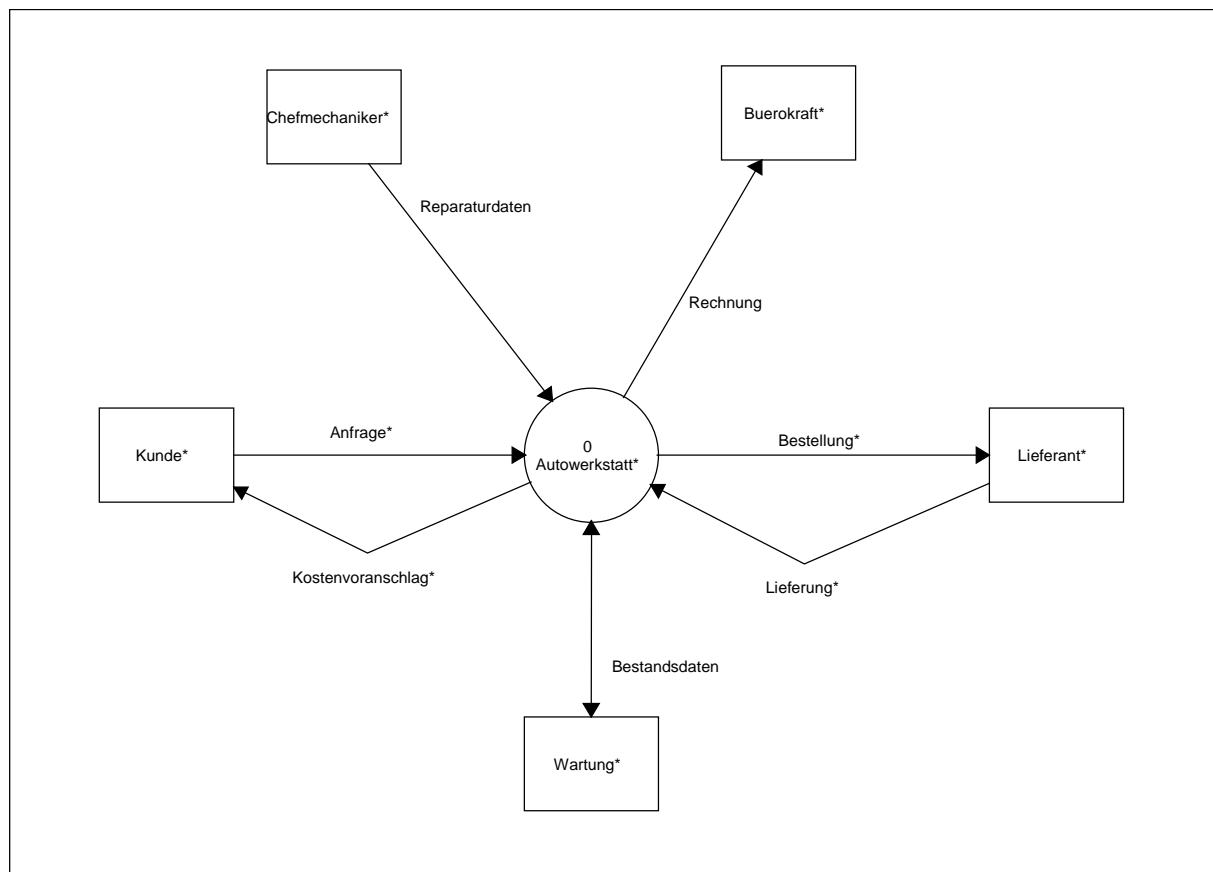 Chefmechaniker*
Buerokraft*
Reparaturdaten
Rechnung
Kunde*
Anfrage*
0
Autowerkstatt*
Bestellung*
Lieferant*
Kostenvoranschlag*
Lieferung*
Bestandsdaten
Wartung*